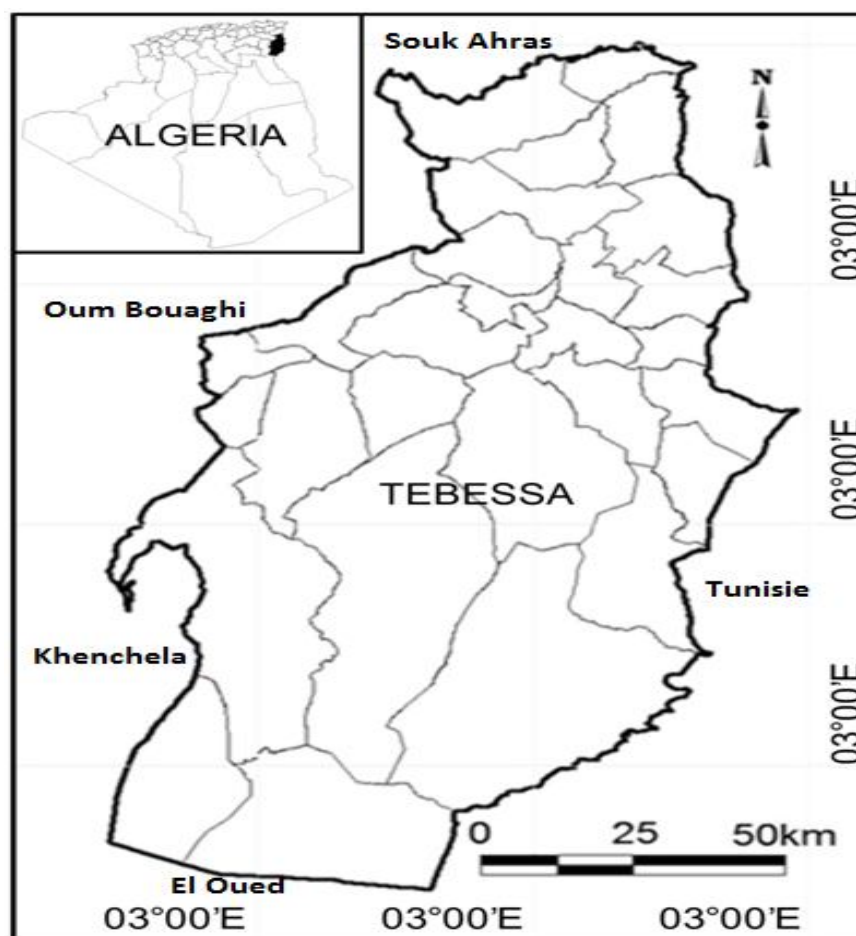 Souk Ahras
N
ALGERIA
03°00'E
Oum Bouaghi
03°00'E
TEBESSA
Tunisie
Khenchela
03°00'E
0 25 50km
El Oued
03°00'E 03°00'E 03°00'E